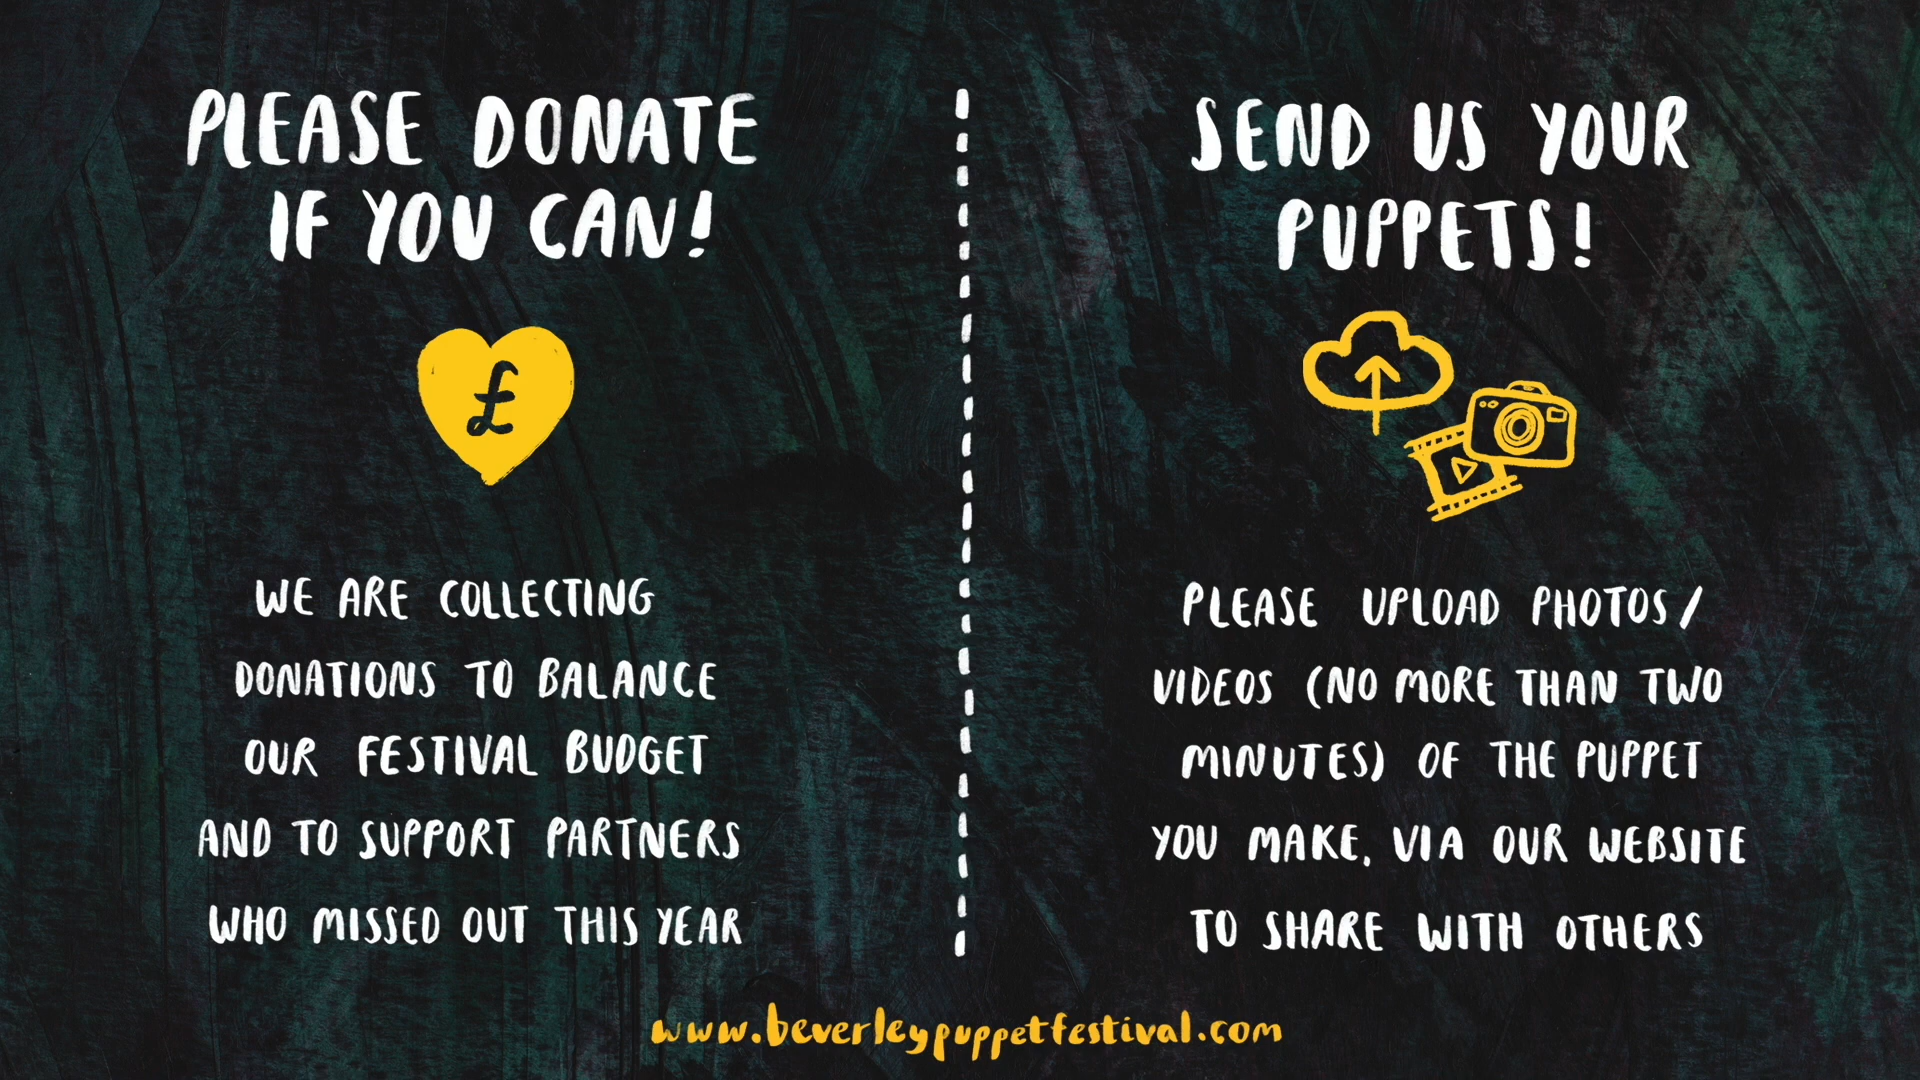 PLEASE DONATE
IF YOU CAN!
£
WE ARE COLLECTING
DONATIONS TO BALANCE
OUR FESTIVAL BUDGET
AND TO SUPPORT PARTNERS
WHO MISSED OUT THIS YEAR
SEND US YOUR
PUPPETS!
PLEASE UPLOAD PHOTOS/
VIDEOS (NO MORE THAN TWO
MINUTES) OF THE PUPPET
YOU MAKE, VIA OUR WEBSITE
TO SHARE WITH OTHERS
www.beverleypuppetfestival.com